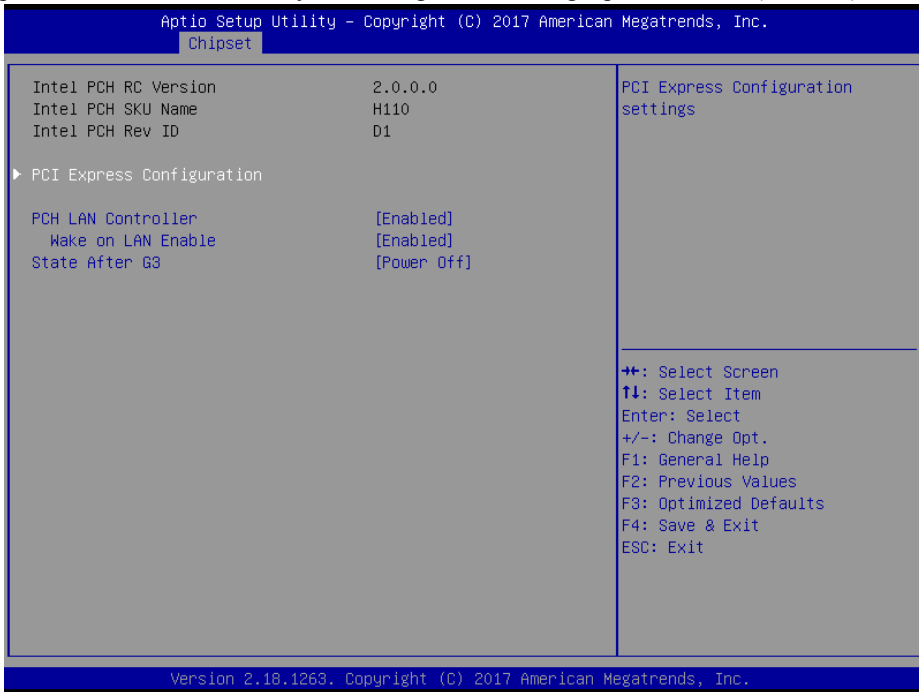 Aptio Setup Utility – Copyright (C) 2017 American Megatrends, Inc.
Chipset
Intel PCH RC Version 2.0.0.0
Intel PCH SKU Name H110
Intel PCH Rev ID D1
PCI Express Configuration
PCH LAN Controller [Enabled]
Wake on LAN Enable [Enabled]
State After G3 [Power Off]
PCI Express Configuration
settings
→←: Select Screen
↑↓: Select Item
Enter: Select
+/-: Change Opt.
F1: General Help
F2: Previous Values
F3: Optimized Defaults
F4: Save & Exit
ESC: Exit
Version 2.18.1263. Copyright (C) 2017 American Megatrends, Inc.